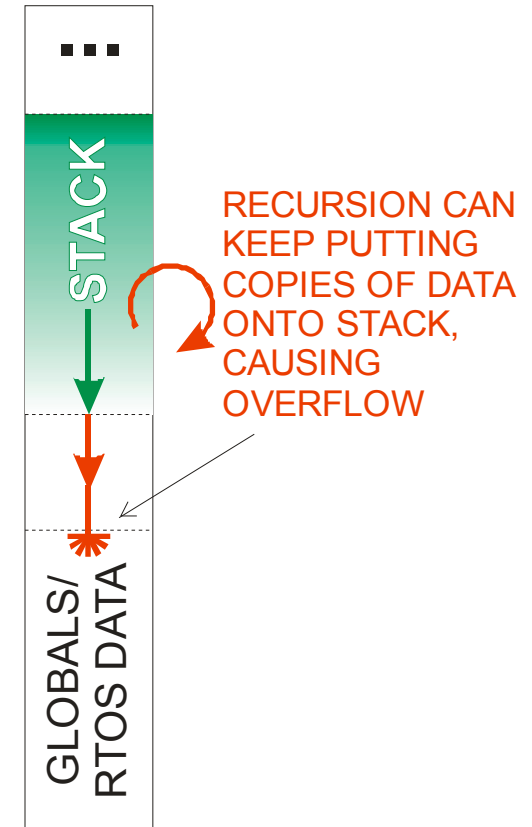 STACK
RECURSION CAN
KEEP PUTTING
COPIES OF DATA
ONTO STACK,
CAUSING
OVERFLOW
GLOBALS/
RTOS DATA